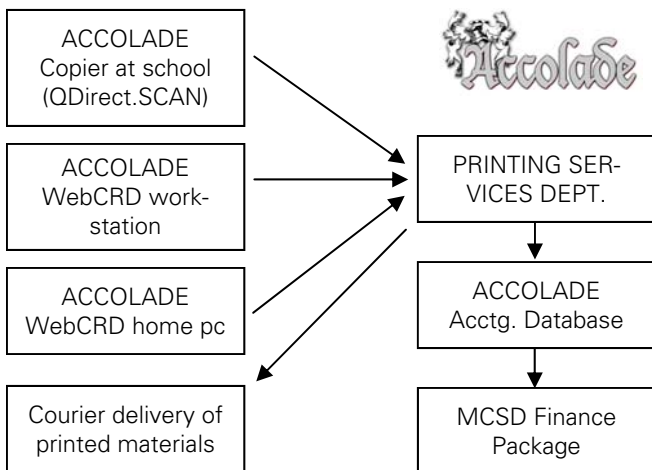 ACCOLADE
Copier at school
(QDirect.SCAN)
Accolade
ACCOLADE
WebCRD work-
station
PRINTING SER-
VICES DEPT.
ACCOLADE
WebCRD home pc
ACCOLADE
Acctg. Database
Courier delivery of
printed materials
MCSD Finance
Package